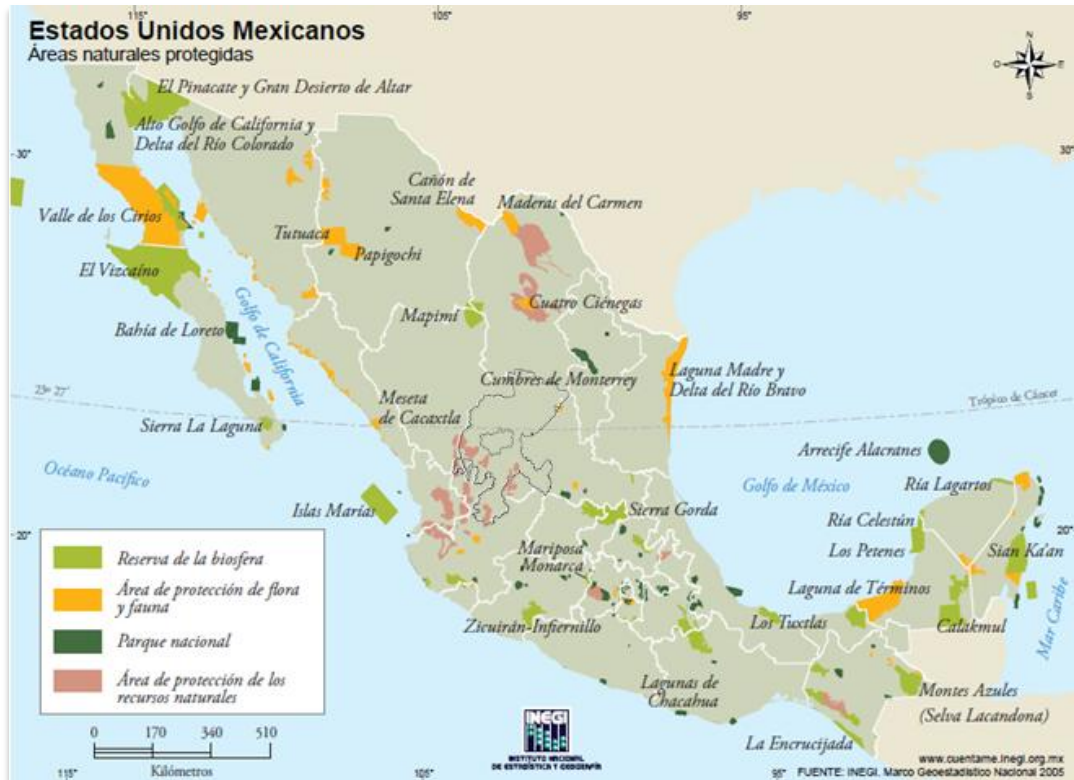 115°
105°
95°
Estados Unidos Mexicanos
Áreas naturales protegidas
N
O
E
S
El Pinacate y Gran Desierto de Altar
Alto Golfo de California y
Delta del Río Colorado
30°
30°
Cañón de
Santa Elena
Maderas del Carmen
Valle de los Cirios
Tutuaca
Papigochi
El Vizcaíno
Golfo de California
Mapimí
Cuatro Ciénegas
Bahía de Loreto
Cumbres de Monterrey
Laguna Madre y
Delta del Río Bravo
23° 27'
Meseta
de Cacaxtla
Trópico de Cáncer
Sierra La Laguna
Arrecife Alacranes
Océano Pacífico
Golfo de México
Ría Lagartos
Islas Marías
Sierra Gorda
Ría Celestún
20°
20°
Los Petenes
Sian Ka'an
Reserva de la biosfera
Mariposa
Monarca
Área de protección de flora
y fauna
Laguna de Términos
Parque nacional
Zicuirán-Infiernillo
Los Tuxtlas
Calakmul
Mar Caribe
Área de protección de los
recursos naturales
Lagunas de
Chacahua
Montes Azules
(Selva Lacandona)
0 170 340 510
Kilómetros
INEGI
INSTITUTO NACIONAL
DE ESTADÍSTICA Y GEOGRAFÍA
La Encrucijada
www.cuentame.inegi.org.mx
115°
105°
95°
FUENTE: INEGI. Marco Geoestadístico Nacional 2005